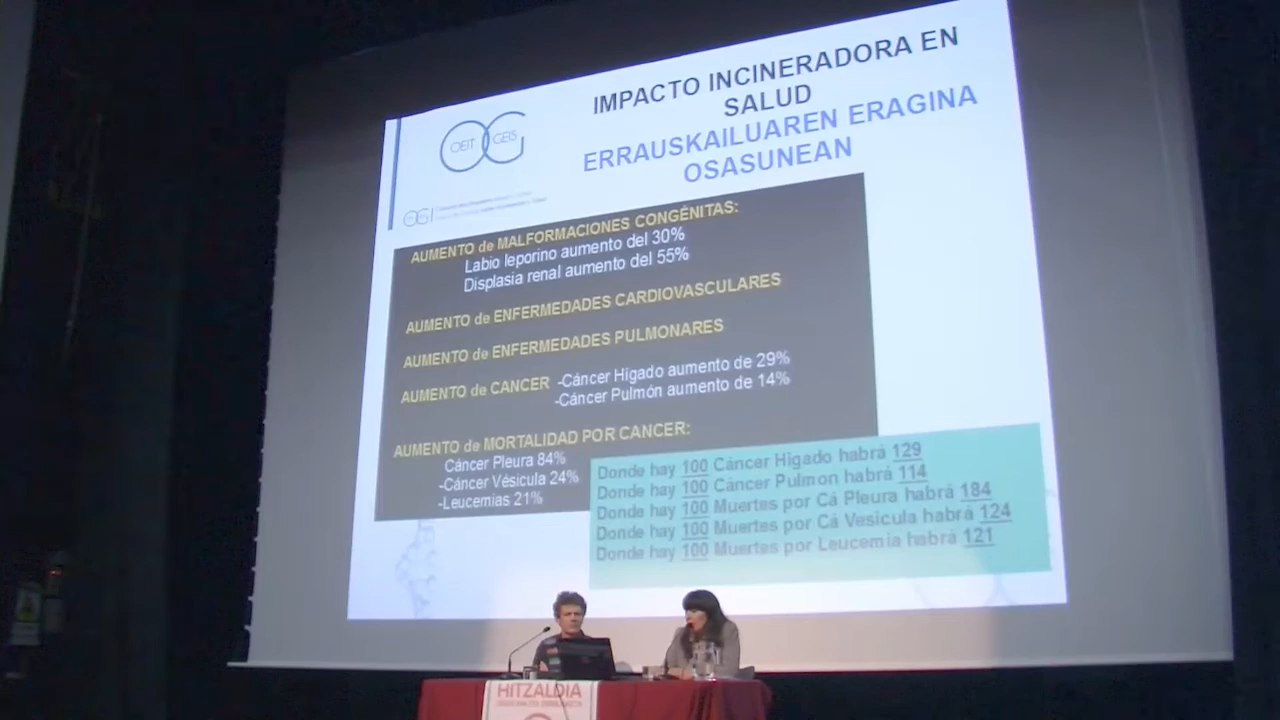 IMPACTO INCINERADORA EN
SALUD
ERRAUSKAILUAREN ERAGINA
OSASUNEAN
OEIT GEIS
AUMENTO de MALFORMACIONES CONGÉNITAS:
Labio leporino aumento del 30%
Displasia renal aumento del 55%
AUMENTO de ENFERMEDADES CARDIOVASCULARES
AUMENTO de ENFERMEDADES PULMONARES
AUMENTO de CANCER
-Cáncer Hígado aumento de 29%
-Cáncer Pulmón aumento de 14%
AUMENTO de MORTALIDAD POR CANCER:
Cáncer Pleura 84%
-Cáncer Vésicula 24%
-Leucemias 21%
Donde hay 100 Cáncer Higado habrá 129
Donde hay 100 Cáncer Pulmon habrá 114
Donde hay 100 Muertes por Cá Pleura habrá 184
Donde hay 100 Muertes por Cá Vesicula habrá 124
Donde hay 100 Muertes por Leucemia habrá 121
HITZALDIA